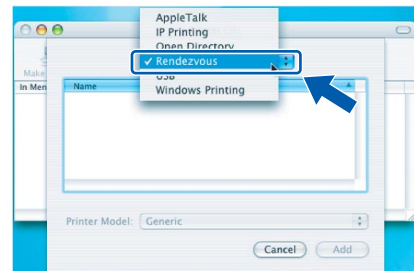 AppleTalk
IP Printing
Open Directory
✓ Rendezvous
USB
Windows Printing
Make
In Men
Name
Printer Model: Generic
Cancel Add